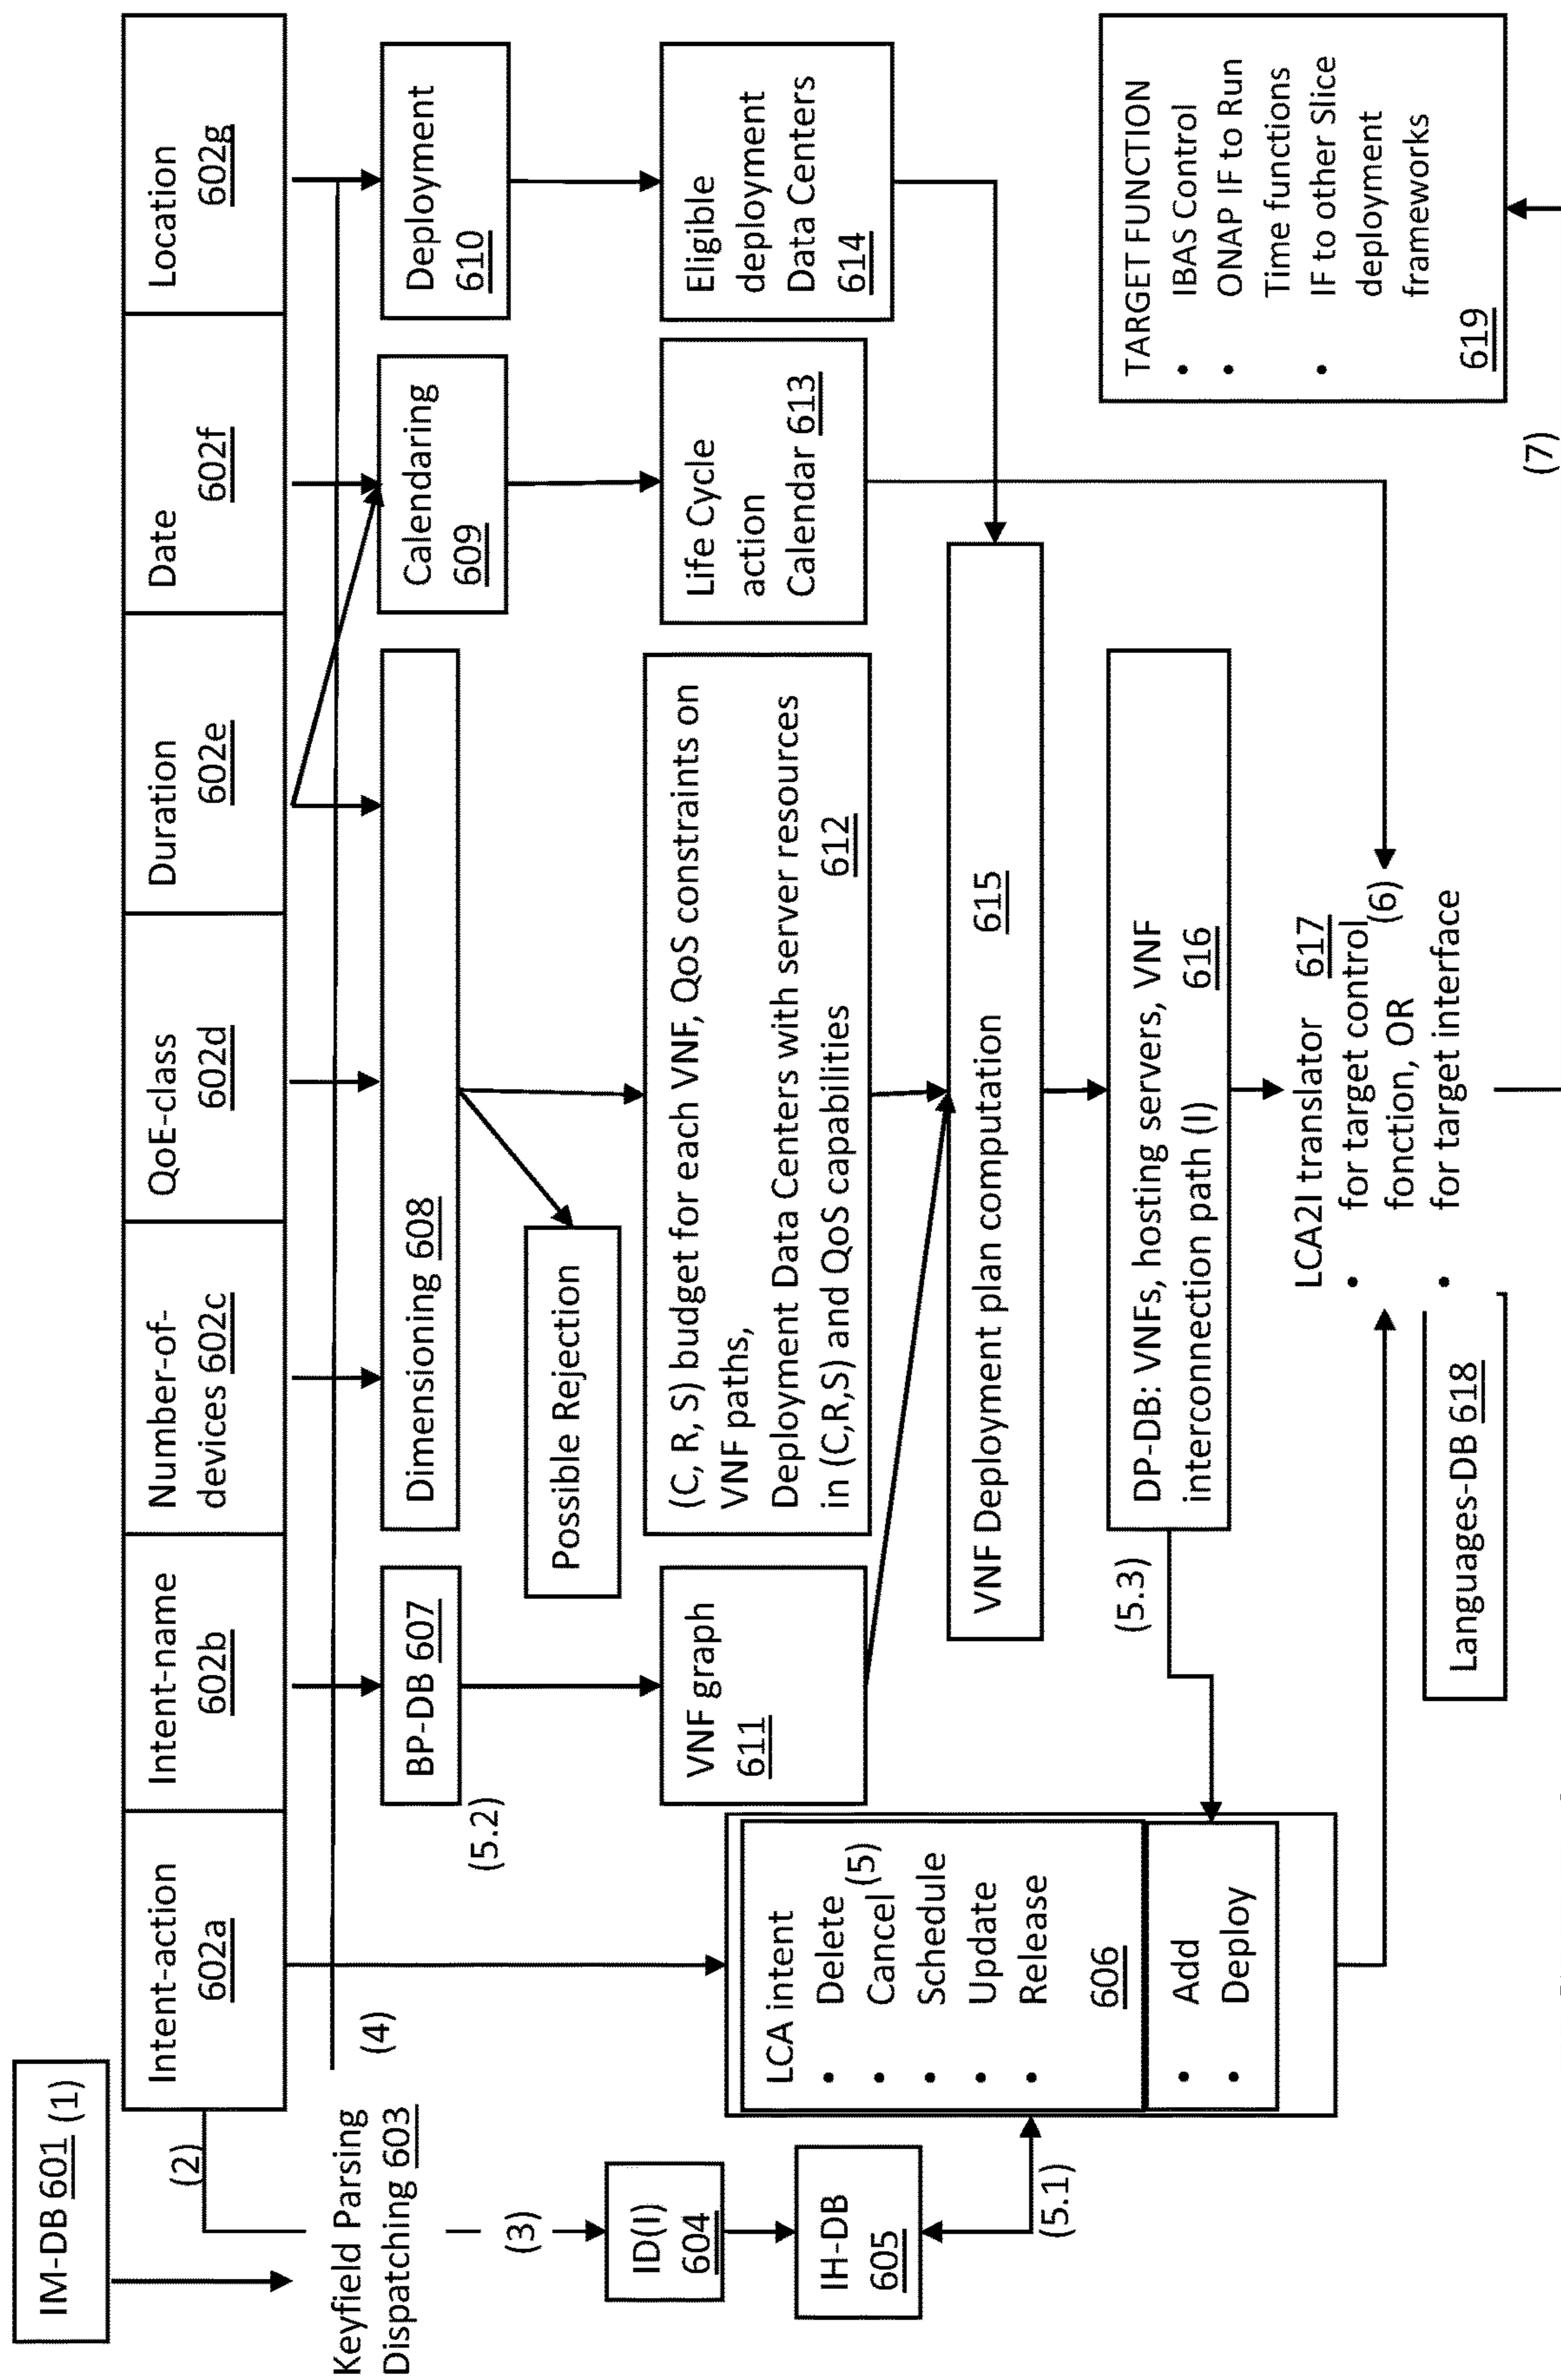 IM-DB 601 (1)
Intent-action
602a
Intent-name
602b
Number-of-
devices 602c
QoE-class
602d
Duration
602e
Date
602f
Location
602g
(2)
Keyfield Parsing
Dispatching 603
(4)
(3)
ID(I)
604
IH-DB
605
(5.1)
BP-DB 607
(5.2)
Dimensioning 608
Calendaring
609
Deployment
610
Possible Rejection
VNF graph
611
(C, R, S) budget for each VNF, QoS constraints on
VNF paths,
Deployment Data Centers with server resources
in (C,R,S) and QoS capabilities 612
Life Cycle
action
Calendar 613
Eligible
deployment
Data Centers
614
LCA intent
• Delete
• Cancel (5)
• Schedule
• Update
• Release
606
• Add
• Deploy
VNF Deployment plan computation 615
(5.3)
DP-DB: VNFs, hosting servers, VNF
interconnection path (I) 616
LCA2I translator 617
• for target control
fonction, OR (6)
• for target interface
Languages-DB 618
TARGET FUNCTION
• IBAS Control
• ONAP IF to Run
Time functions
• IF to other Slice
deployment
frameworks
619
(7)